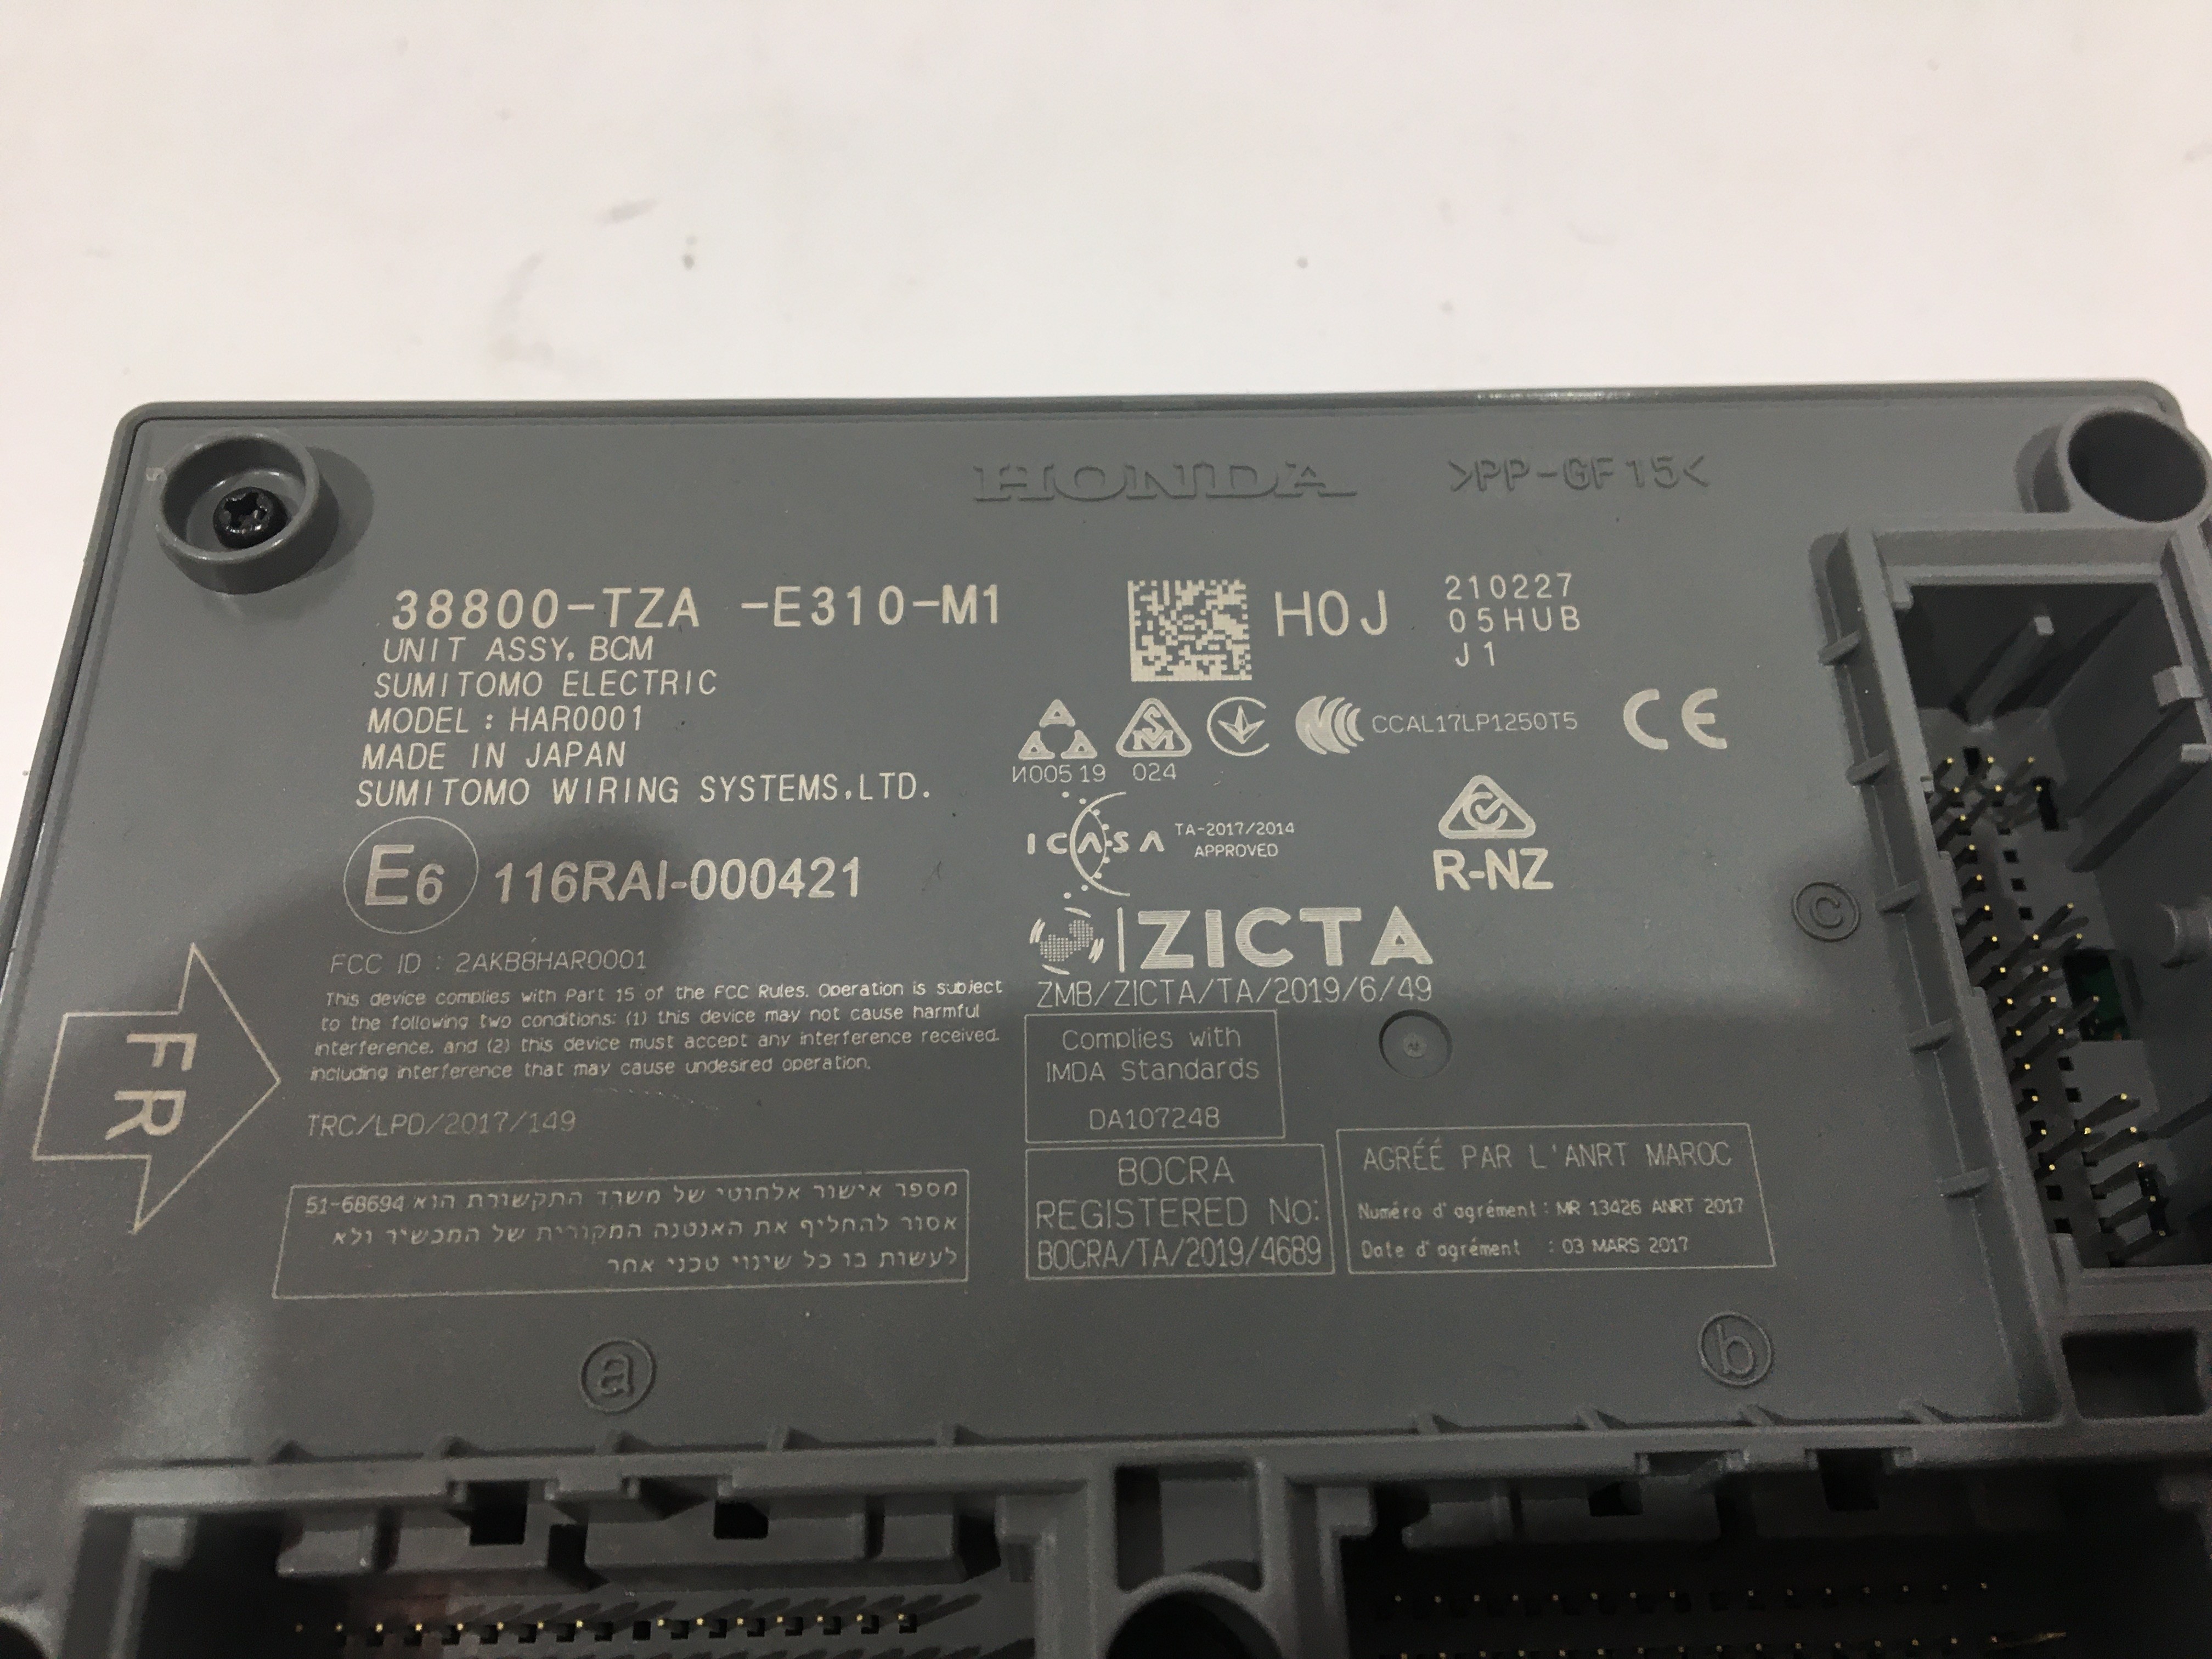 HONDA >PP-GF15<
38800-TZA -E310-M1
UNIT ASSY, BCM
SUMITOMO ELECTRIC
MODEL : HAR0001
MADE IN JAPAN
SUMITOMO WIRING SYSTEMS,LTD.
E6 116RAI-000421
FCC ID : 2AKB8HAR0001
This device complies with Part 15 of the FCC Rules. Operation is subject
to the following two conditions: (1) this device may not cause harmful
interference, and (2) this device must accept any interference received,
including interference that may cause undesired operation.
TRC/LPD/2017/149
FR
מספר אישור אלחוטי של משרד התקשורת הוא 51-68694
אסור להחליף את האנטנה המקורית של המכשיר ולא
לעשות בו כל שינוי טכני אחר
H0J
210227
05HUB
J1
И005 19
SM
024
CCAL17LP1250T5
CE
ICASA
TA-2017/2014
APPROVED
R-NZ
ZICTA
ZMB/ZICTA/TA/2019/6/49
Complies with
IMDA Standards
DA107248
BOCRA
REGISTERED No:
BOCRA/TA/2019/4689
AGRÉÉ PAR L'ANRT MAROC
Numéro d'agrément : MR 13426 ANRT 2017
Date d'agrément : 03 MARS 2017
a
b
c